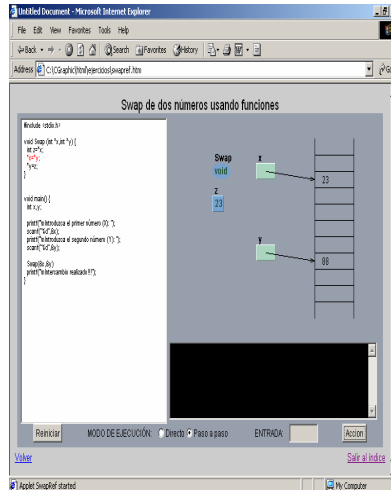 Untitled Document - Microsoft Internet Explorer
File Edit View Favorites Tools Help
Back Search Favorites History
Address C:\CGraphic\html\ejercicios\swapref.htm Go
Swap de dos números usando funciones
#include <stdio.h>
void Swap (int *x,int *y) {
int z=*x;
*x=*y;
*y=z;
}
void main() {
int x,y;
printf("\n Introduzca el primer número (X): ");
scanf("%d",&x);
printf("\n Introduzca el segundo número (Y): ");
scanf("%d",&y);
Swap(&x,&y)
printf("\n Intercambio realizado!!!");
}
Swap x
void
23
z
23
y
88
Reiniciar MODO DE EJECUCIÓN: Directo Paso a paso ENTRADA: Accion
Volver Salir al índice
Applet SwapRef started My Computer